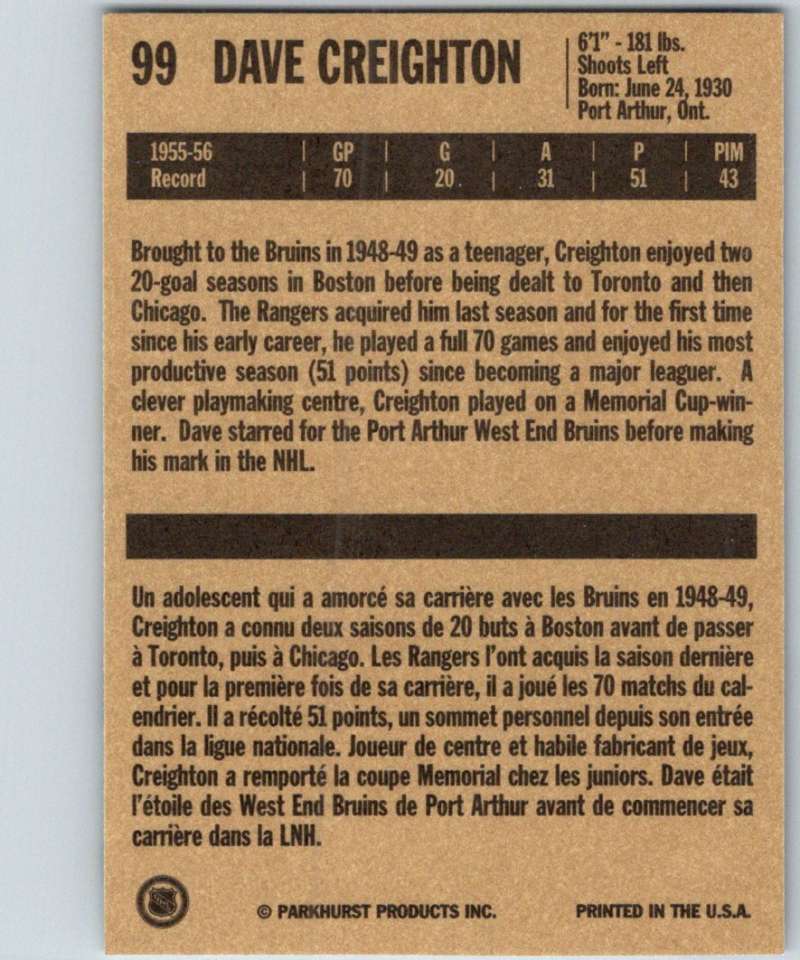 99 DAVE CREIGHTON
6'1" - 181 lbs.
Shoots Left
Born: June 24, 1930
Port Arthur, Ont.
1955-56 | GP | G | A | P | PIM
Record | 70 | 20 | 31 | 51 | 43
Brought to the Bruins in 1948-49 as a teenager, Creighton enjoyed two
20-goal seasons in Boston before being dealt to Toronto and then
Chicago. The Rangers acquired him last season and for the first time
since his early career, he played a full 70 games and enjoyed his most
productive season (51 points) since becoming a major leaguer. A
clever playmaking centre, Creighton played on a Memorial Cup-win-
ner. Dave starred for the Port Arthur West End Bruins before making
his mark in the NHL.
Un adolescent qui a amorcé sa carrière avec les Bruins en 1948-49,
Creighton a connu deux saisons de 20 buts à Boston avant de passer
à Toronto, puis à Chicago. Les Rangers l'ont acquis la saison dernière
et pour la première fois de sa carrière, il a joué les 70 matchs du cal-
endrier. Il a récolté 51 points, un sommet personnel depuis son entrée
dans la ligue nationale. Joueur de centre et habile fabricant de jeux,
Creighton a remporté la coupe Memorial chez les juniors. Dave était
l'étoile des West End Bruins de Port Arthur avant de commencer sa
carrière dans la LNH.
© PARKHURST PRODUCTS INC. PRINTED IN THE U.S.A.